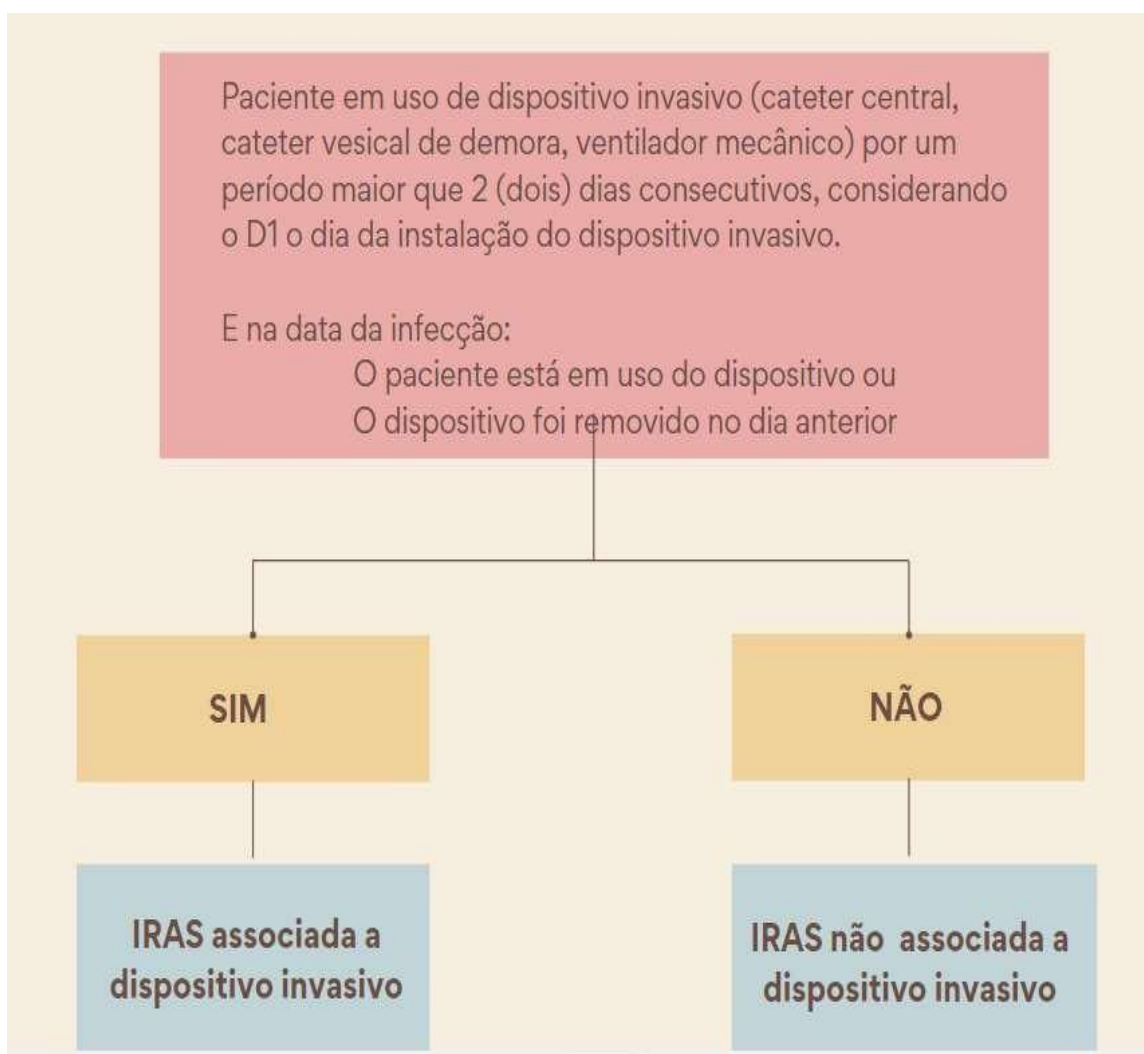 Paciente em uso de dispositivo invasivo (cateter central,
cateter vesical de demora, ventilador mecânico) por um
período maior que 2 (dois) dias consecutivos, considerando
o D1 o dia da instalação do dispositivo invasivo.
E na data da infecção:
O paciente está em uso do dispositivo ou
O dispositivo foi removido no dia anterior
SIM
NÃO
IRAS associada a
dispositivo invasivo
IRAS não associada a
dispositivo invasivo